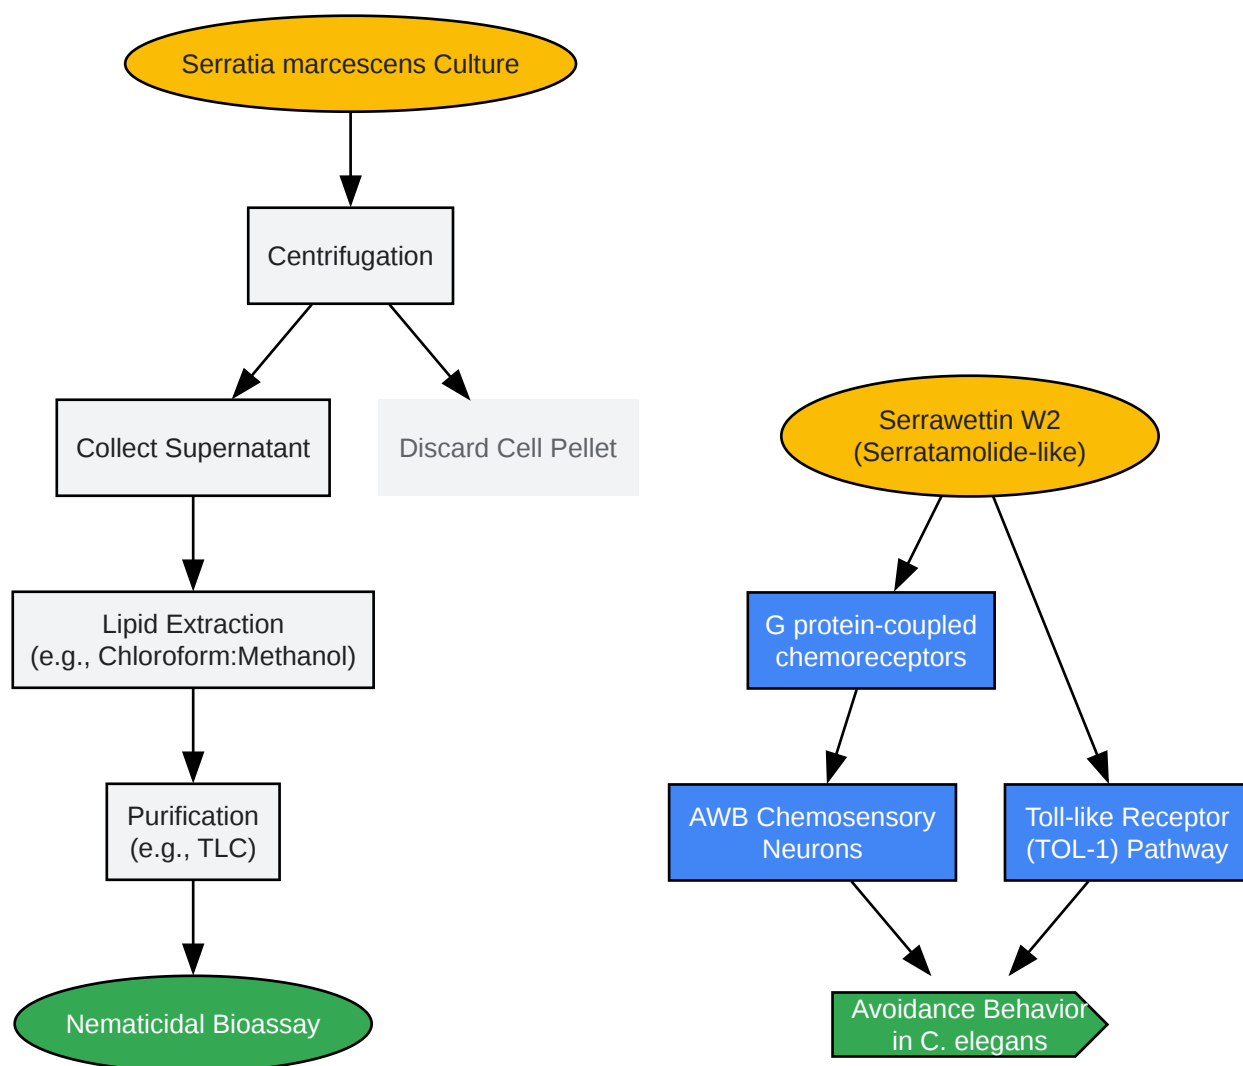 Serratia marcescens Culture
Centrifugation
Collect Supernatant
Discard Cell Pellet
Lipid Extraction
(e.g., Chloroform:Methanol)
Purification
(e.g., TLC)
Nematicidal Bioassay
Serrawettin W2
(Serratamolide-like)
G protein-coupled
chemoreceptors
AWB Chemosensory
Neurons
Toll-like Receptor
(TOL-1) Pathway
Avoidance Behavior
in C. elegans